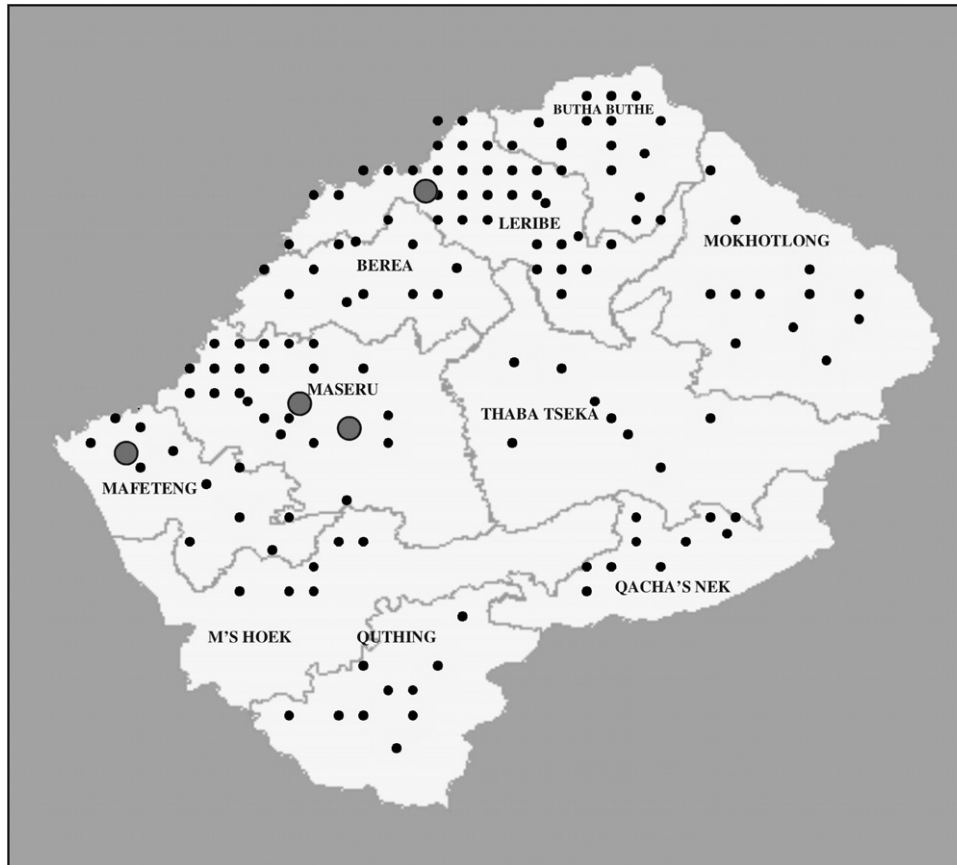 BUTHA BUTHE
LERIBE
MOKHOTLONG
BEREA
MASERU
THABA TSEKA
MAFETENG
QACHA'S NEK
M'S HOEK
QUTHING